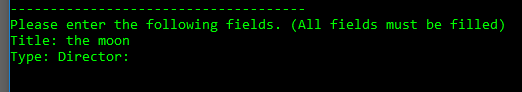 ------------------------------------
Please enter the following fields. (All fields must be filled)
Title: the moon
Type: Director: